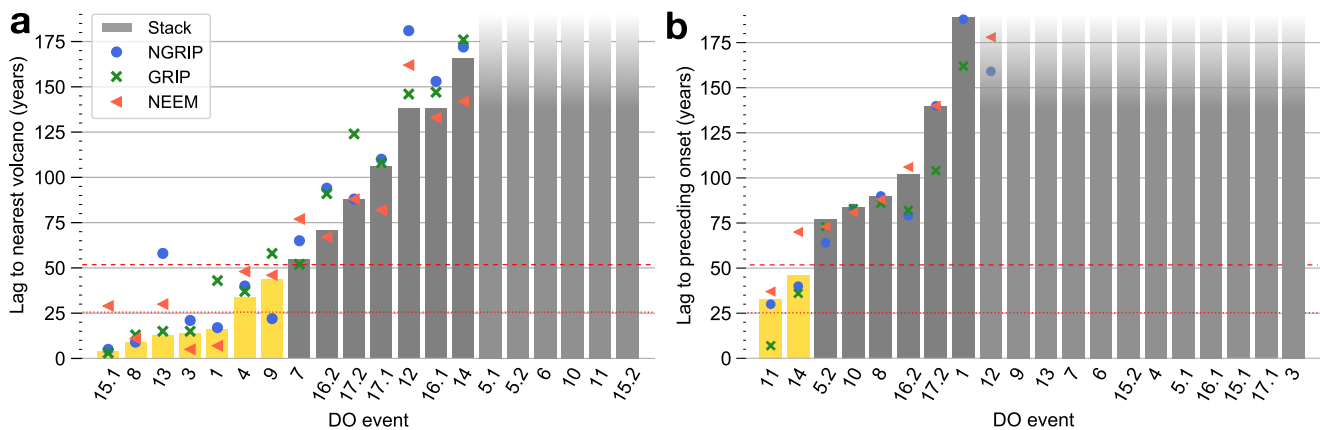 a
Lag to nearest volcano (years)
175
150
125
100
75
50
25
0
Stack
NGRIP
GRIP
NEEM
15.1 8 13 3 1 4 9 7 16.2 17.2 17.1 12 16.1 14 5.1 5.2 6 10 11 15.2
DO event
b
Lag to preceding onset (years)
175
150
125
100
75
50
25
0
11 14 5.2 10 8 16.2 17.2 1 12 9 13 7 6 15.2 4 5.1 16.1 15.1 17.1 3
DO event